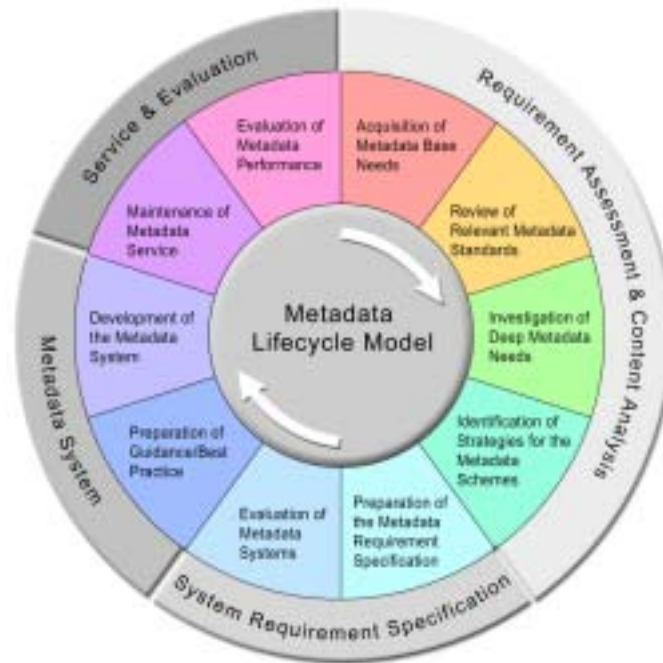 Service & Evaluation
Requirement Assessment & Content Analysis
System Requirement Specification
Metadata System
Metadata
Lifecycle Model
Acquisition of
Metadata Base
Needs
Review of
Relevant Metadata
Standards
Investigation of
Deep Metadata
Needs
Identification of
Strategies for the
Metadata
Schemes
Preparation of
the Metadata
Requirement
Specification
Evaluation of
Metadata
Systems
Preparation of
Guidance/Best
Practice
Development of
the Metadata
System
Maintenance of
Metadata
Service
Evaluation of
Metadata
Performance